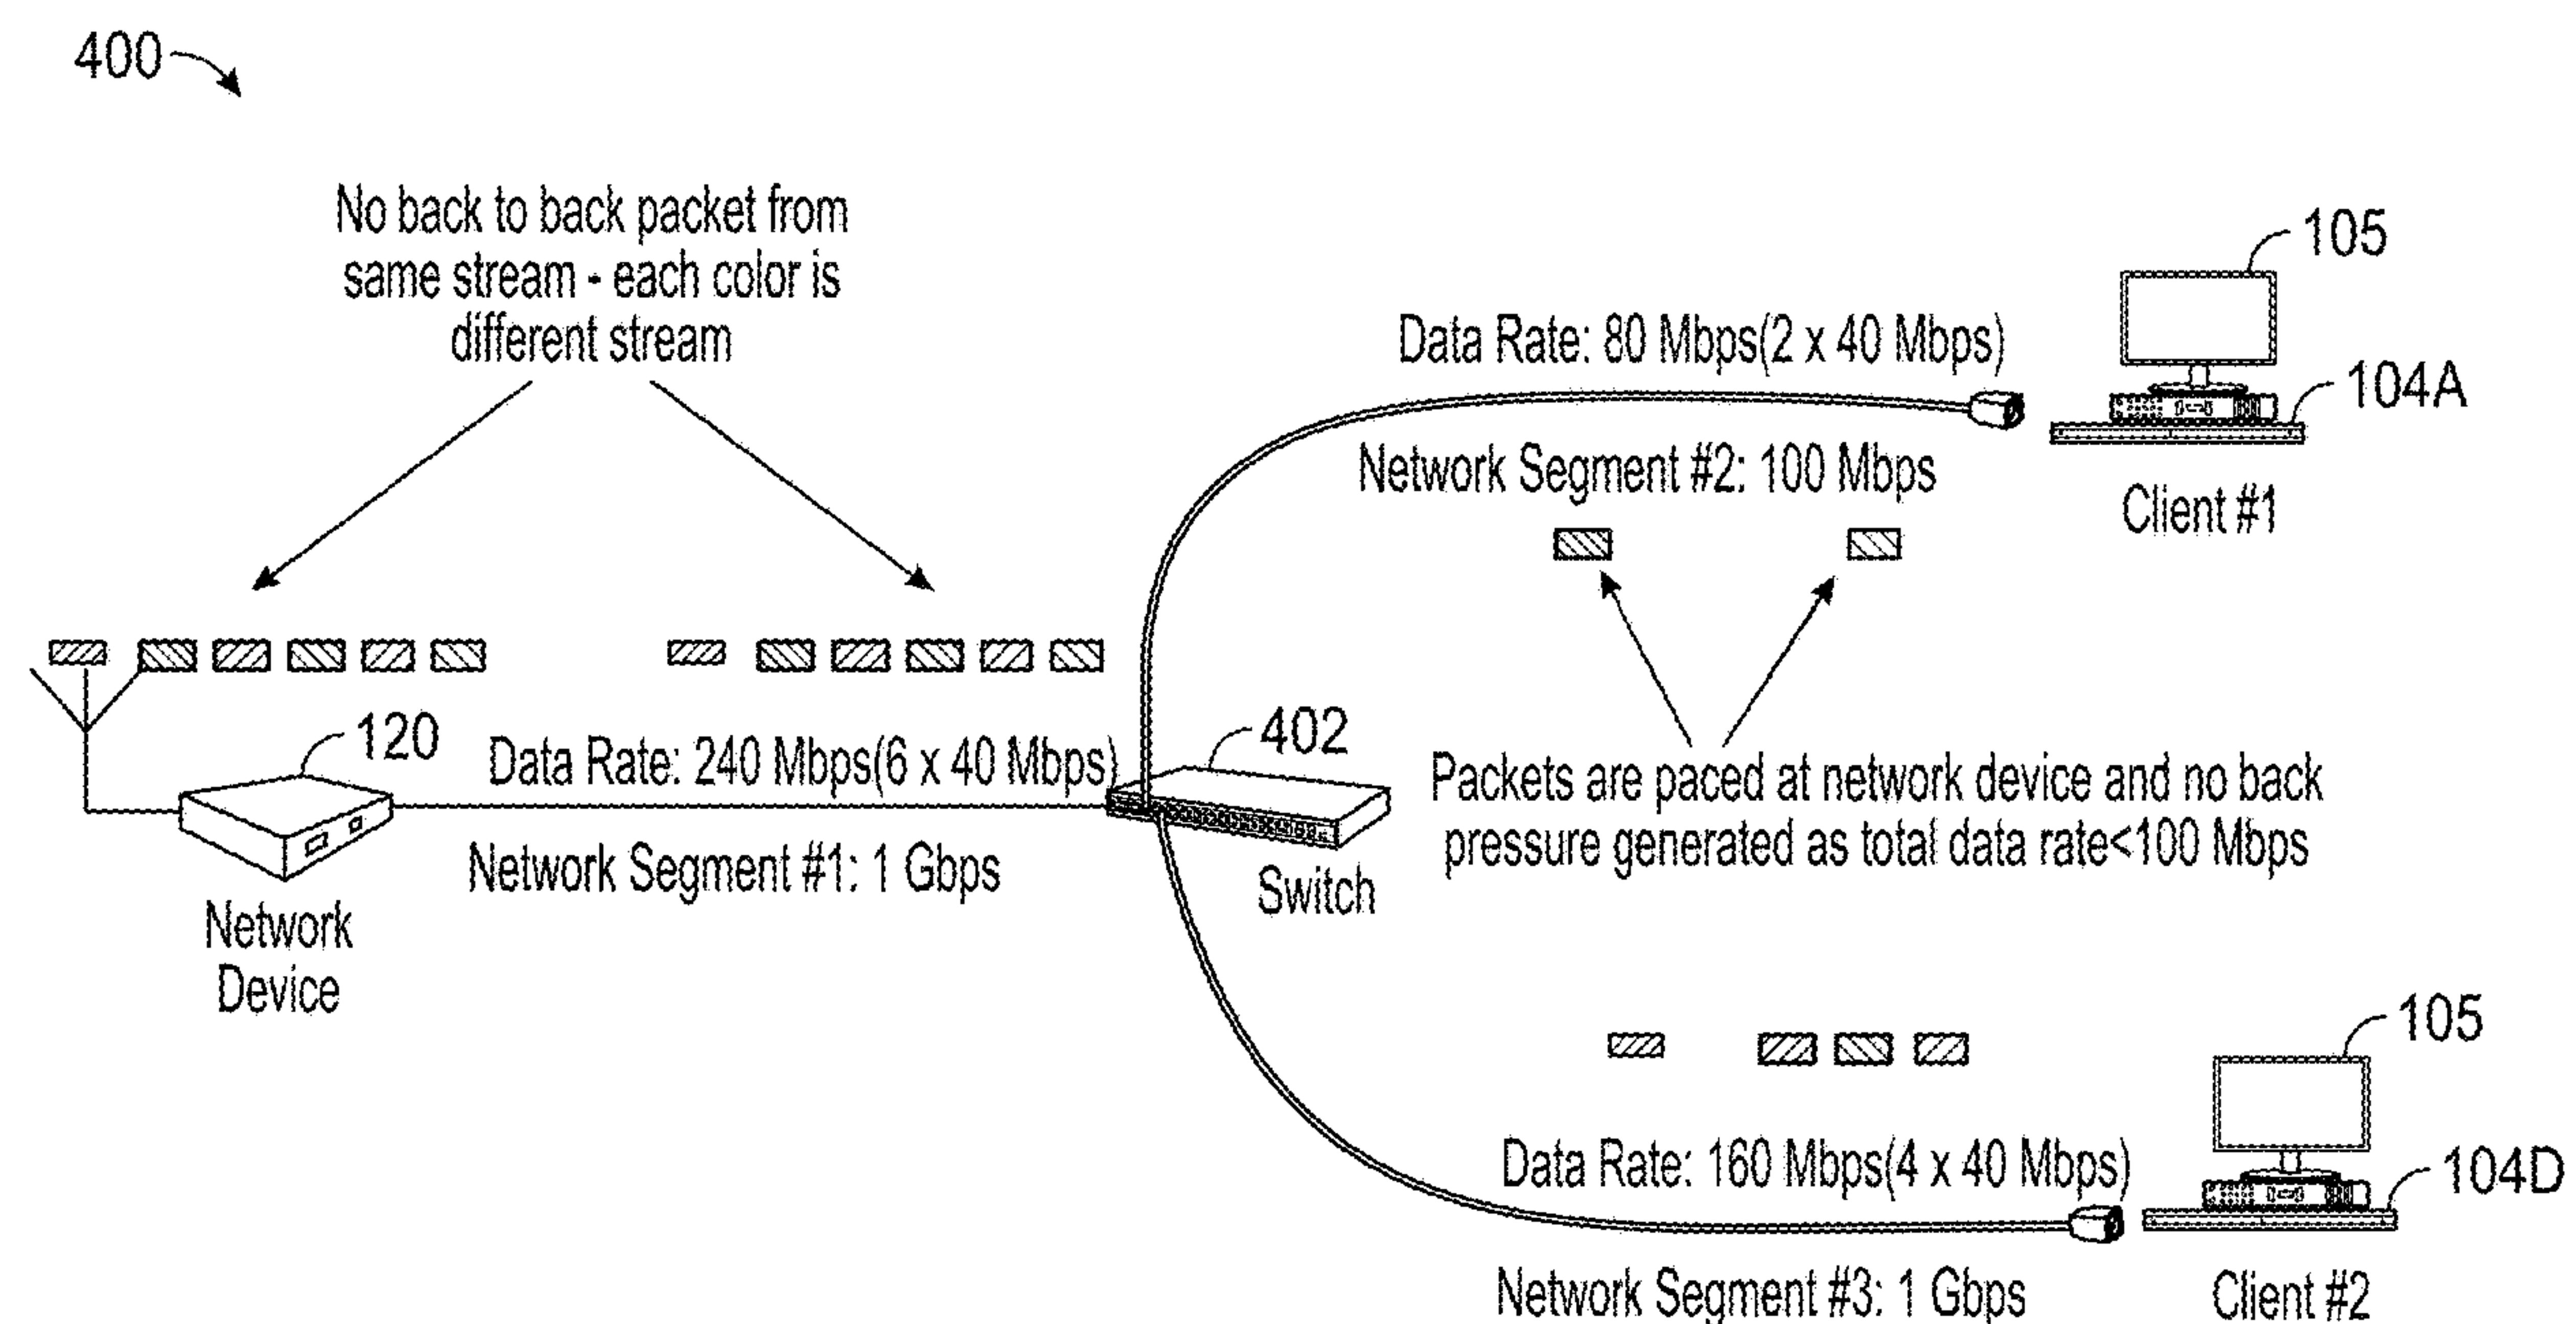 400
No back to back packet from
same stream - each color is
different stream
105
Data Rate: 80 Mbps(2 x 40 Mbps)
104A
Network Segment #2: 100 Mbps
Client #1
120
Data Rate: 240 Mbps(6 x 40 Mbps)
402
Packets are paced at network device and no back
pressure generated as total data rate<100 Mbps
Network Segment #1: 1 Gbps
Switch
Network
Device
105
Data Rate: 160 Mbps(4 x 40 Mbps)
104D
Network Segment #3: 1 Gbps
Client #2